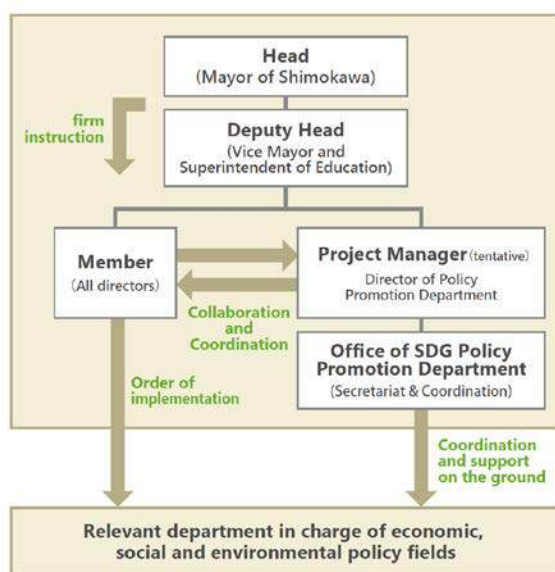 Head
(Mayor of Shimokawa)
firm
instruction
Deputy Head
(Vice Mayor and
Superintendent of Education)
Member
(All directors)
Project Manager (tentative)
Director of Policy
Promotion Department
Collaboration
and
Coordination
Office of SDG Policy
Promotion Department
(Secretariat & Coordination)
Order of
implementation
Coordination
and support
on the ground
Relevant department in charge of economic,
social and environmental policy fields